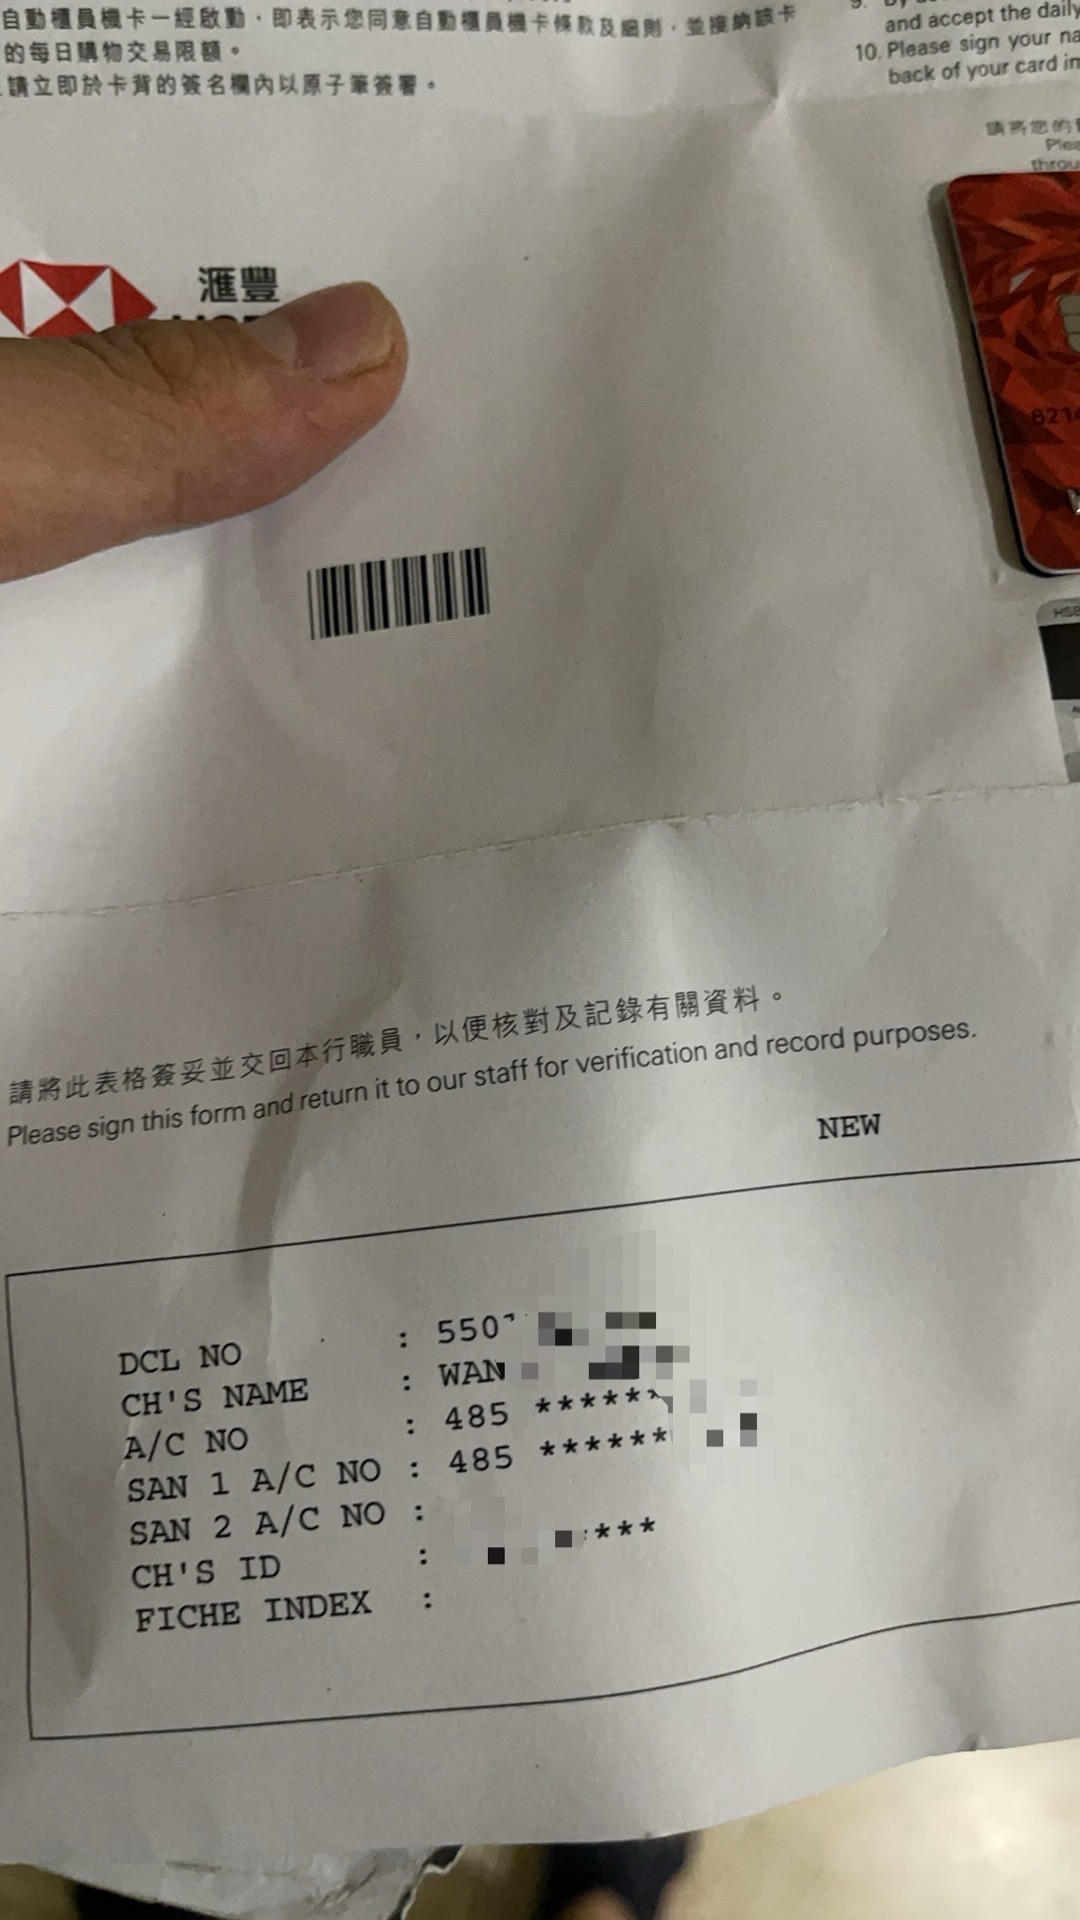 自動櫃員機卡一經啟動，即表示您同意自動櫃員機卡條款及細則，並接納該卡
的每日購物交易限額。
請立即於卡背的簽名欄內以原子筆簽署。
and accept the daily
10. Please sign your
back of your card
請將您的
滙豐
6214
請將此表格簽妥並交回本行職員，以便核對及記錄有關資料。
Please sign this form and return it to our staff for verification and record purposes.
NEW
DCL NO : 550
CH'S NAME : WAN
A/C NO : 485 ******
SAN 1 A/C NO : 485 ******
SAN 2 A/C NO :
CH'S ID : ***
FICHE INDEX :